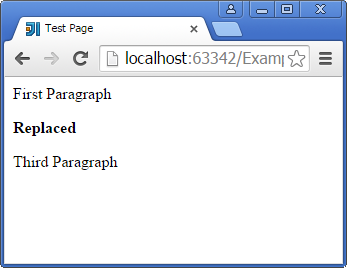 Test Page
localhost:63342/Examp
First Paragraph
Replaced
Third Paragraph